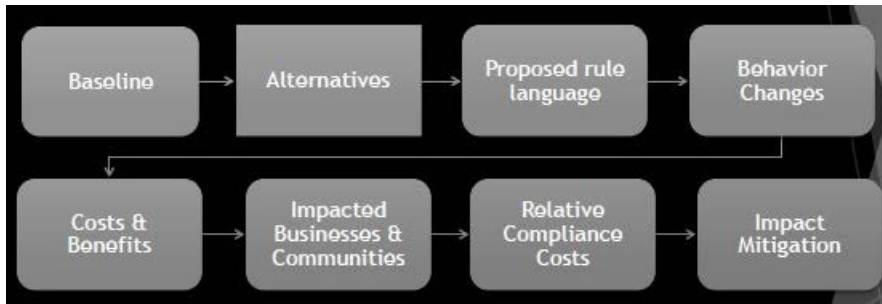 Baseline
Alternatives
Proposed rule
language
Behavior
Changes
Costs &
Benefits
Impacted
Businesses &
Communities
Relative
Compliance
Costs
Impact
Mitigation